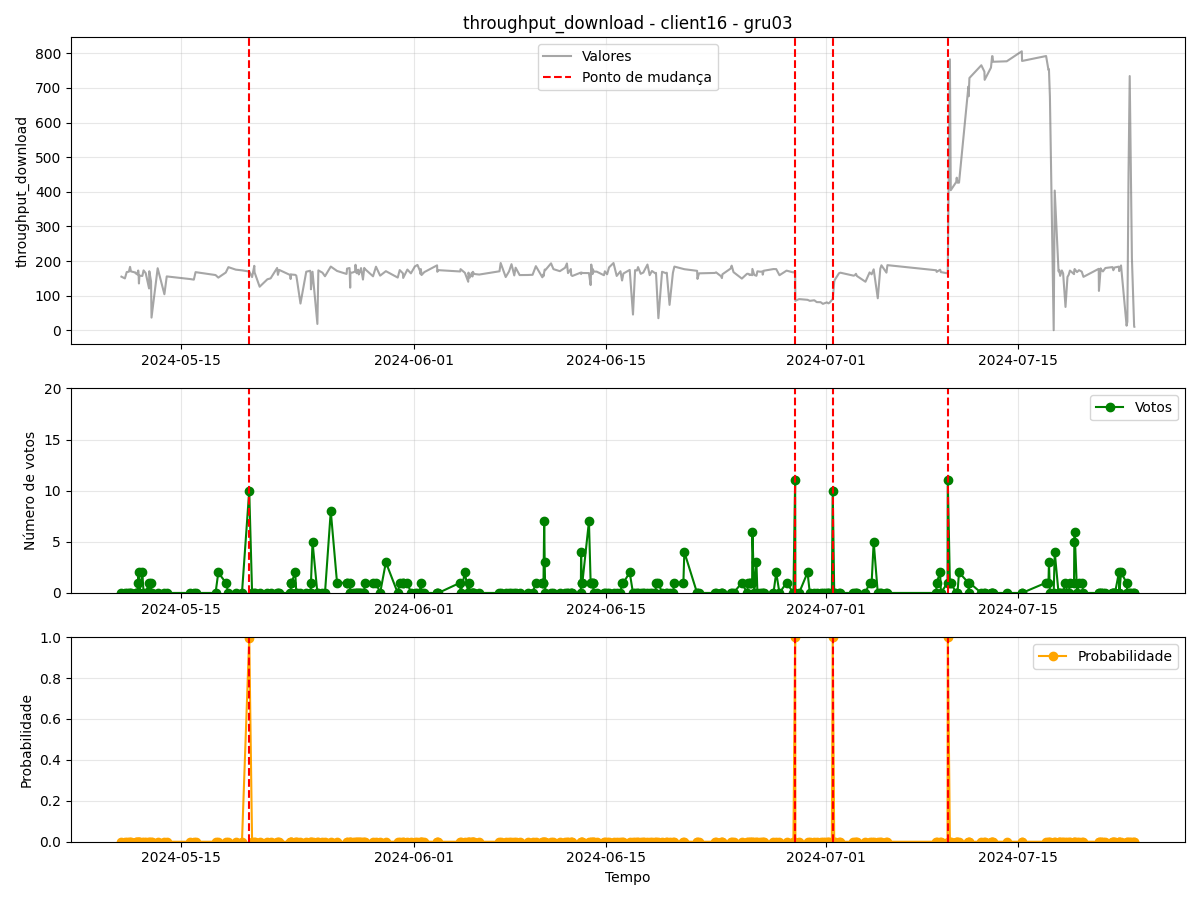 throughput_download - client16 - gru03
throughput_download
800
700
600
500
400
300
200
100
0
Valores
Ponto de mudança
2024-05-15 2024-06-01 2024-06-15 2024-07-01 2024-07-15
Número de votos
20
15
10
5
0
Votos
2024-05-15 2024-06-01 2024-06-15 2024-07-01 2024-07-15
Probabilidade
1.0
0.8
0.6
0.4
0.2
0.0
Probabilidade
2024-05-15 2024-06-01 2024-06-15 2024-07-01 2024-07-15
Tempo